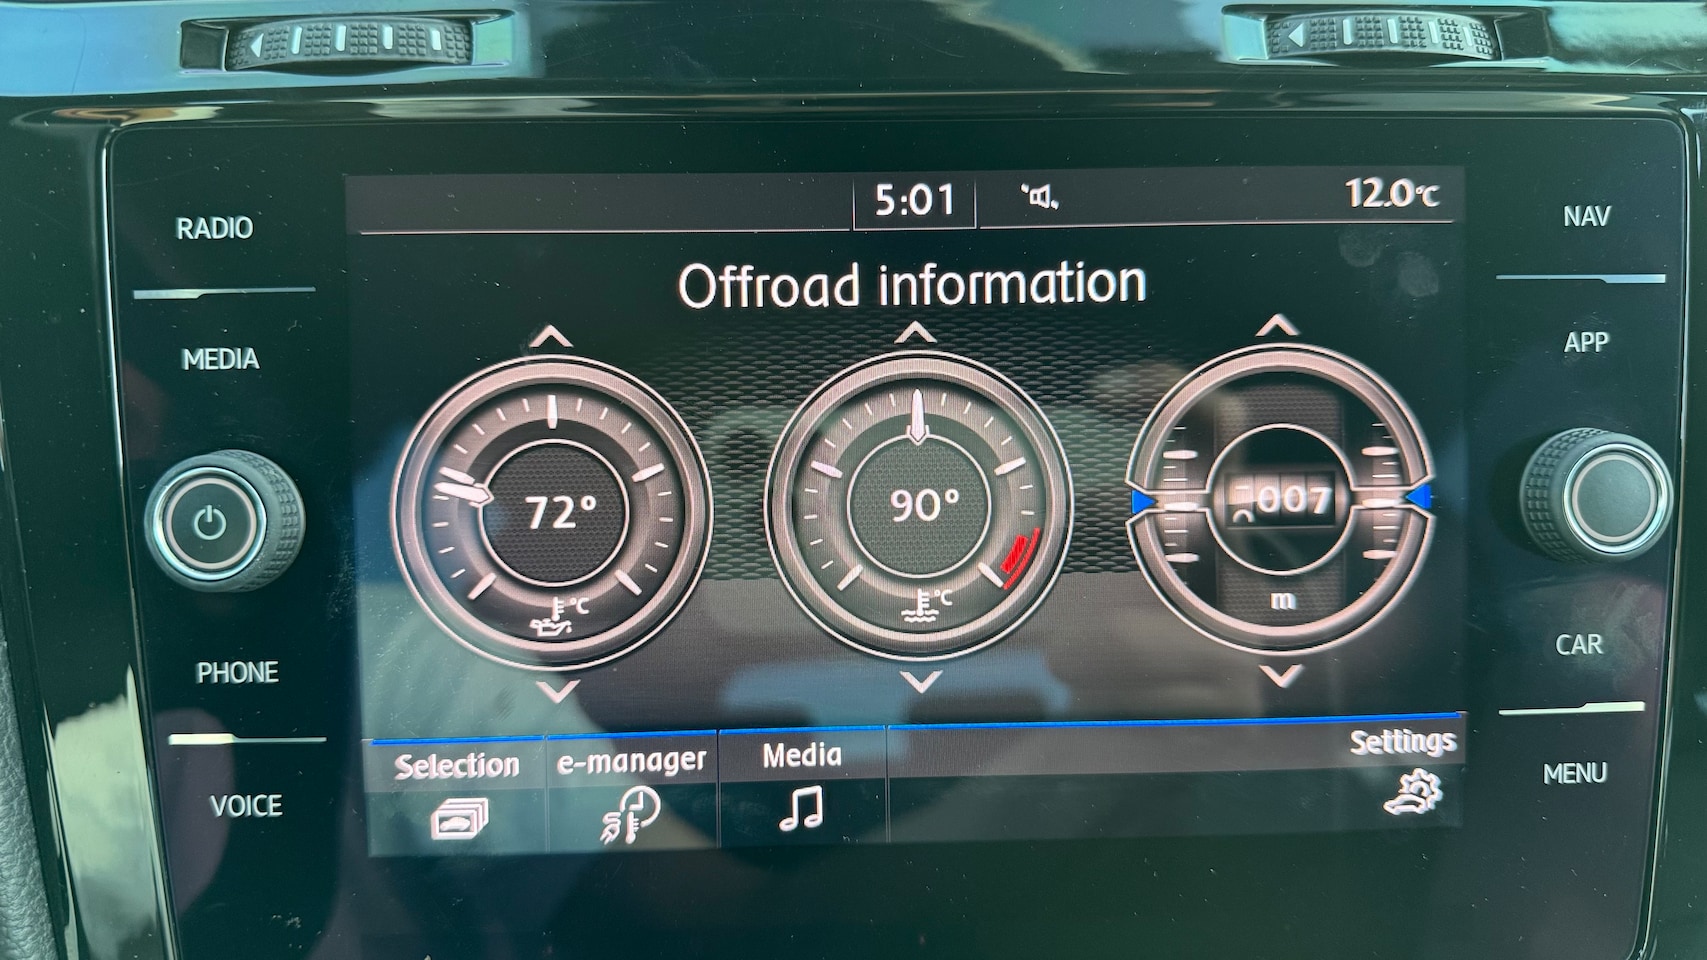 5:01
12.0°C
RADIO
NAV
Offroad information
MEDIA
APP
72°
90°
007
°C
°C
m
PHONE
CAR
Selection
e-manager
Media
Settings
VOICE
MENU